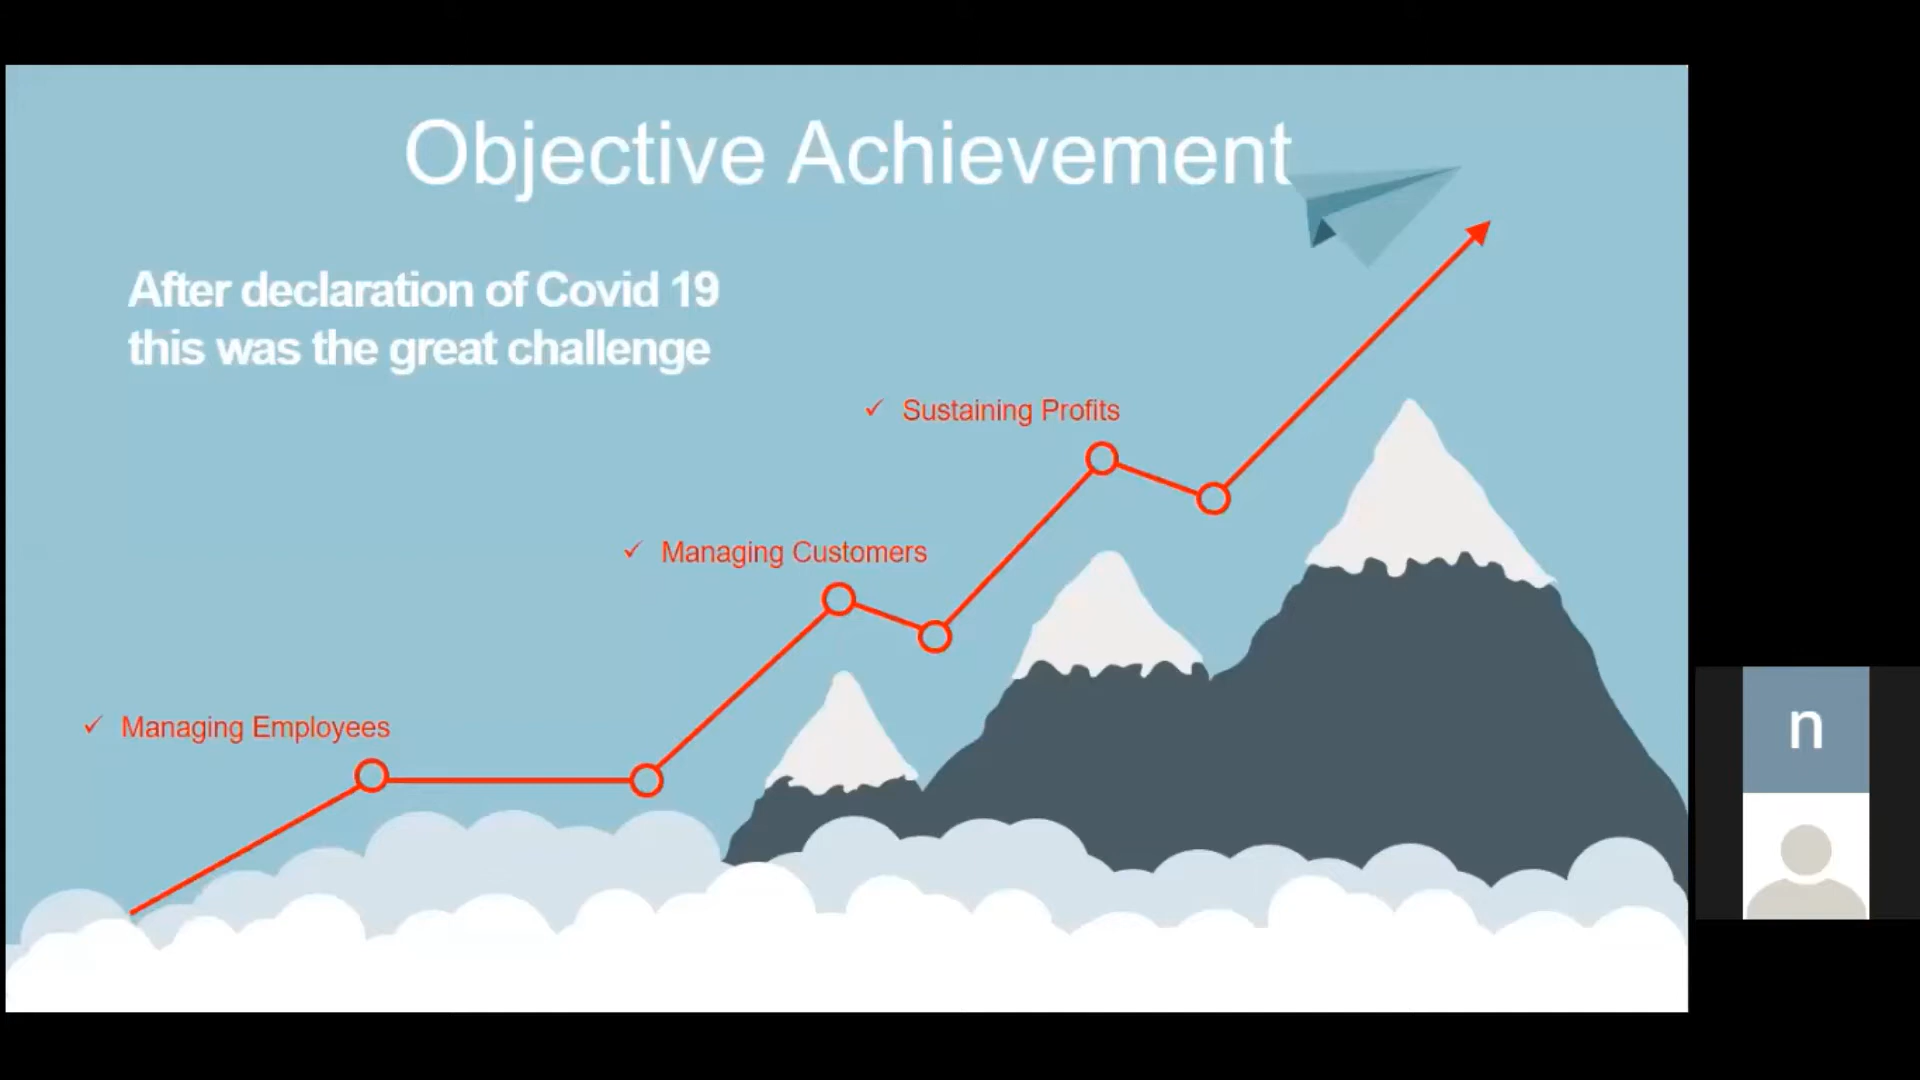 Objective Achievement
After declaration of Covid 19
this was the great challenge
✓ Sustaining Profits
✓ Managing Customers
✓ Managing Employees
n